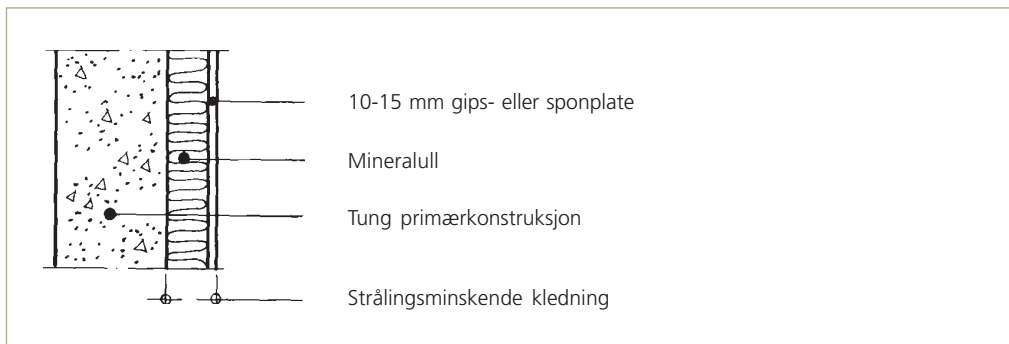 10-15 mm gips- eller sponplate
Mineralull
Tung primærkonstruksjon
Strålingsminskende kledning